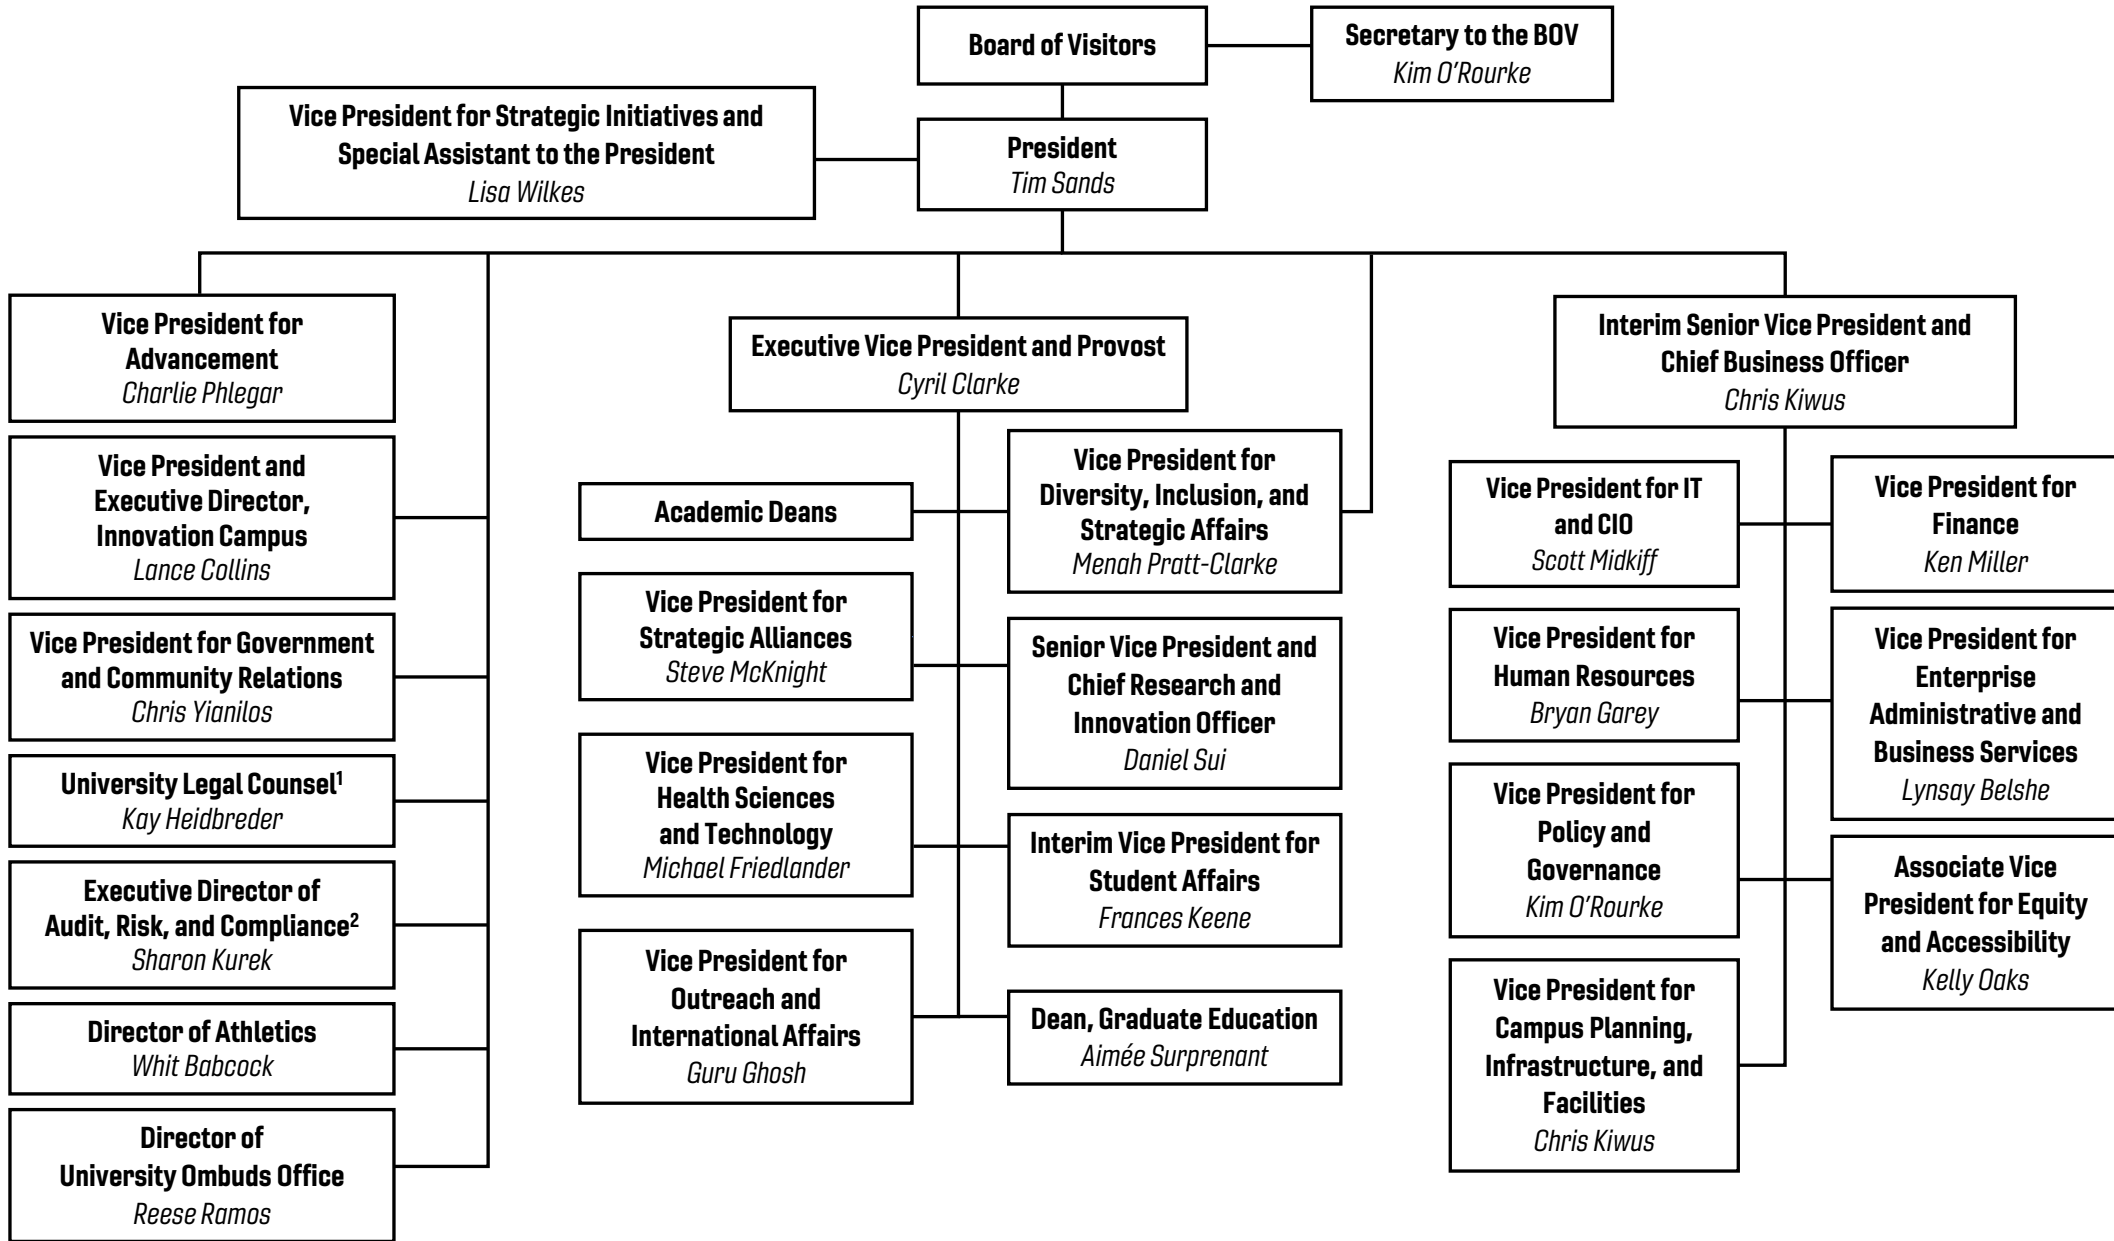 Board of Visitors
Secretary to the BOV
Kim O'Rourke
Vice President for Strategic Initiatives and
Special Assistant to the President
Lisa Wilkes
President
Tim Sands
Vice President for
Advancement
Charlie Phlegar
Vice President and
Executive Director,
Innovation Campus
Lance Collins
Vice President for Government
and Community Relations
Chris Yianilos
University Legal Counsel¹
Kay Heidbreder
Executive Director of
Audit, Risk, and Compliance²
Sharon Kurek
Director of Athletics
Whit Babcock
Director of
University Ombuds Office
Reese Ramos
Executive Vice President and Provost
Cyril Clarke
Academic Deans
Vice President for
Strategic Alliances
Steve McKnight
Vice President for
Health Sciences
and Technology
Michael Friedlander
Vice President for
Outreach and
International Affairs
Guru Ghosh
Vice President for
Diversity, Inclusion, and
Strategic Affairs
Menah Pratt-Clarke
Senior Vice President and
Chief Research and
Innovation Officer
Daniel Sui
Interim Vice President for
Student Affairs
Frances Keene
Dean, Graduate Education
Aimée Surprenant
Interim Senior Vice President and
Chief Business Officer
Chris Kiwus
Vice President for IT
and CIO
Scott Midkiff
Vice President for
Human Resources
Bryan Garey
Vice President for
Policy and
Governance
Kim O'Rourke
Vice President for
Campus Planning,
Infrastructure, and
Facilities
Chris Kiwus
Vice President for
Finance
Ken Miller
Vice President for
Enterprise
Administrative and
Business Services
Lynsay Belshe
Associate Vice
President for Equity
and Accessibility
Kelly Oaks